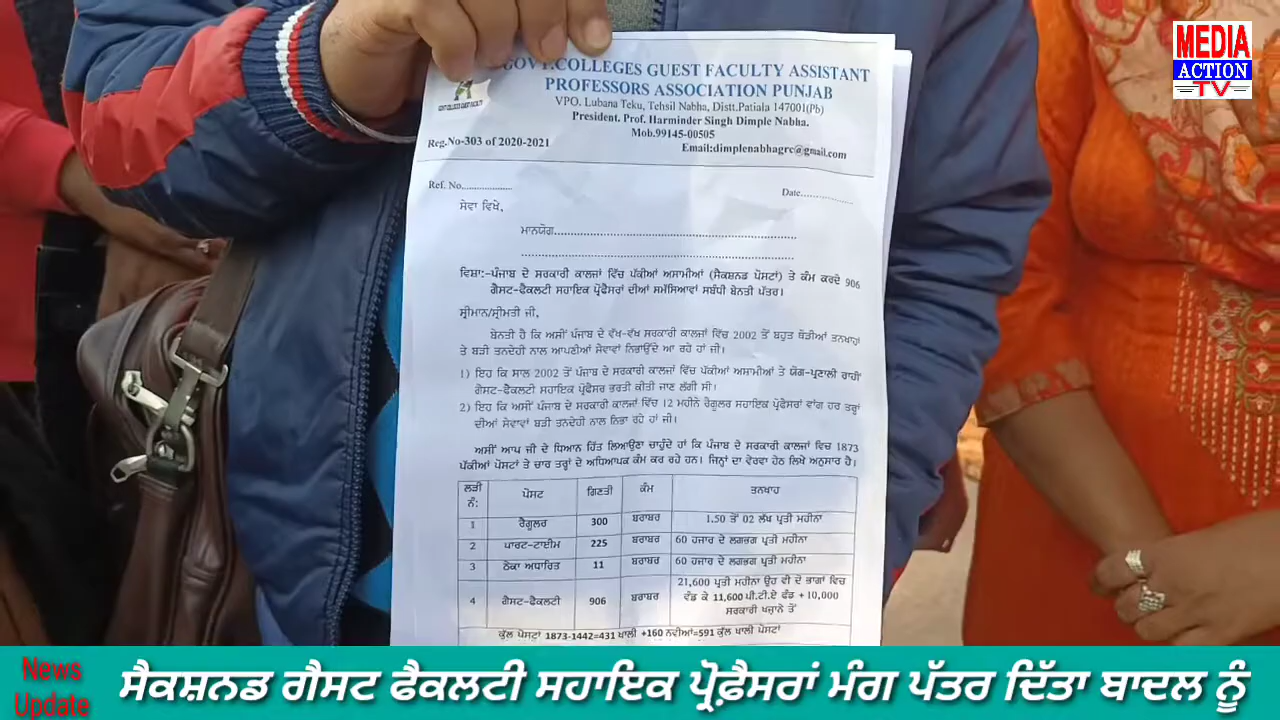 MEDIA
ACTION
TV
GOVT.COLLEGES GUEST FACULTY ASSISTANT
PROFESSORS ASSOCIATION PUNJAB
VPO. Lubana Teku, Tehsil Nabha, Distt.Patiala 147001(Pb)
President. Prof. Harminder Singh Dimple Nabha.
Mob.99145-00505
Reg.No-303 of 2020-2021
Email:dimplenabhagrc@gmail.com
Ref. No...................
Date................
ਸੇਵਾ ਵਿਖੇ,
ਮਾਨਯੋਗ......................................................................
......................................................................
ਵਿਸ਼ਾ:-ਪੰਜਾਬ ਦੇ ਸਰਕਾਰੀ ਕਾਲਜਾਂ ਵਿੱਚ ਪੱਕੀਆਂ ਅਸਾਮੀਆਂ (ਸੈਕਸ਼ਨਡ ਪੋਸਟਾਂ) ਤੇ ਕੰਮ ਕਰਦੇ 906
ਗੈਸਟ-ਫੈਕਲਟੀ ਸਹਾਇਕ ਪ੍ਰੋਫੈਸਰਾਂ ਦੀਆਂ ਸਮੱਸਿਆਵਾਂ ਸਬੰਧੀ ਬੇਨਤੀ ਪੱਤਰ।
ਸ਼੍ਰੀਮਾਨ/ਸ਼੍ਰੀਮਤੀ ਜੀ,
ਬੇਨਤੀ ਹੈ ਕਿ ਅਸੀਂ ਪੰਜਾਬ ਦੇ ਵੱਖ-ਵੱਖ ਸਰਕਾਰੀ ਕਾਲਜਾਂ ਵਿੱਚ 2002 ਤੋਂ ਬਹੁਤ ਥੋੜੀਆਂ ਤਨਖਾਹਾਂ
ਤੇ ਬੜੀ ਤਨਦੇਹੀ ਨਾਲ ਆਪਣੀਆਂ ਸੇਵਾਵਾਂ ਨਿਭਾਉਂਦੇ ਆ ਰਹੇ ਹਾਂ ਜੀ।
1) ਇਹ ਕਿ ਸਾਲ 2002 ਤੋਂ ਪੰਜਾਬ ਦੇ ਸਰਕਾਰੀ ਕਾਲਜਾਂ ਵਿੱਚ ਪੱਕੀਆਂ ਅਸਾਮੀਆਂ ਤੇ ਯੋਗ-ਪ੍ਰਣਾਲੀ ਰਾਹੀਂ
ਗੈਸਟ-ਫੈਕਲਟੀ ਸਹਾਇਕ ਪ੍ਰੋਫੈਸਰ ਭਰਤੀ ਕੀਤੀ ਜਾਣ ਲੱਗੀ ਸੀ।
2) ਇਹ ਕਿ ਅਸੀਂ ਪੰਜਾਬ ਦੇ ਸਰਕਾਰੀ ਕਾਲਜਾਂ ਵਿੱਚ 12 ਮਹੀਨੇ ਰੈਗੂਲਰ ਸਹਾਇਕ ਪ੍ਰੋਫੈਸਰਾਂ ਵਾਂਗ ਹਰ ਤਰ੍ਹਾਂ
ਦੀਆਂ ਸੇਵਾਵਾਂ ਬੜੀ ਤਨਦੇਹੀ ਨਾਲ ਨਿਭਾ ਰਹੇ ਹਾਂ ਜੀ।
ਅਸੀਂ ਆਪ ਜੀ ਦੇ ਧਿਆਨ ਹਿੱਤ ਲਿਆਉਣਾ ਚਾਹੁੰਦੇ ਹਾਂ ਕਿ ਪੰਜਾਬ ਦੇ ਸਰਕਾਰੀ ਕਾਲਜਾਂ ਵਿਚ 1873
ਪੱਕੀਆਂ ਪੋਸਟਾਂ ਤੇ ਚਾਰ ਤਰ੍ਹਾਂ ਦੇ ਅਧਿਆਪਕ ਕੰਮ ਕਰ ਰਹੇ ਹਨ। ਜਿਨ੍ਹਾਂ ਦਾ ਵੇਰਵਾ ਹੇਠ ਲਿਖੇ ਅਨੁਸਾਰ ਹੈ।
ਲੜੀ ਨੰ: ਪੋਸਟ ਗਿਣਤੀ ਕੰਮ ਤਨਖਾਹ
1 ਰੈਗੂਲਰ 300 ਬਰਾਬਰ 1.50 ਤੋਂ 02 ਲੱਖ ਪ੍ਰਤੀ ਮਹੀਨਾ
2 ਪਾਰਟ-ਟਾਈਮ 225 ਬਰਾਬਰ 60 ਹਜਾਰ ਦੇ ਲਗਭਗ ਪ੍ਰਤੀ ਮਹੀਨਾ
3 ਠੇਕਾ ਅਧਾਰਿਤ 11 ਬਰਾਬਰ 60 ਹਜਾਰ ਦੇ ਲਗਭਗ ਪ੍ਰਤੀ ਮਹੀਨਾ
4 ਗੈਸਟ-ਫੈਕਲਟੀ 906 ਬਰਾਬਰ 21,600 ਪ੍ਰਤੀ ਮਹੀਨਾ ਉਹ ਵੀ ਦੋ ਭਾਗਾਂ ਵਿਚ
ਵੰਡ ਕੇ 11,600 ਪੀ.ਟੀ.ਏ ਫੰਡ +10,000
ਸਰਕਾਰੀ ਖਜ਼ਾਨੇ ਤੋਂ
ਕੁੱਲ ਪੋਸਟਾਂ 1873-1442=431 ਖਾਲੀ +160 ਨਵੀਆਂ=591 ਕੁੱਲ ਖਾਲੀ ਪੋਸਟਾਂ
News
Update
ਸੈਕਸ਼ਨਡ ਗੈਸਟ ਫੈਕਲਟੀ ਸਹਾਇਕ ਪ੍ਰੋਫ਼ੈਸਰਾਂ ਮੰਗ ਪੱਤਰ ਦਿੱਤਾ ਬਾਦਲ ਨੂੰ